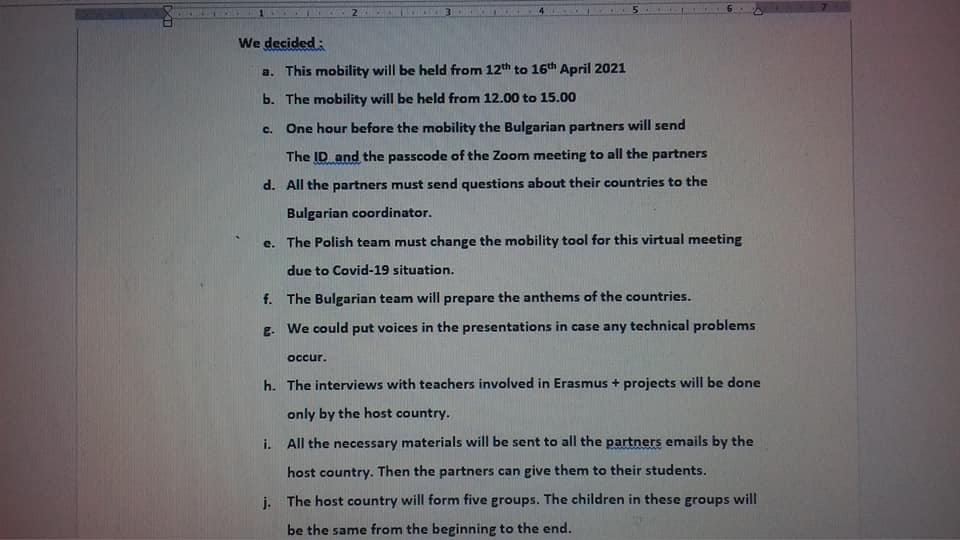 1 2 3 4 5 6 7
We decided :
a. This mobility will be held from 12th to 16th April 2021
b. The mobility will be held from 12.00 to 15.00
c. One hour before the mobility the Bulgarian partners will send
The ID and the passcode of the Zoom meeting to all the partners
d. All the partners must send questions about their countries to the
Bulgarian coordinator.
e. The Polish team must change the mobility tool for this virtual meeting
due to Covid-19 situation.
f. The Bulgarian team will prepare the anthems of the countries.
g. We could put voices in the presentations in case any technical problems
occur.
h. The interviews with teachers involved in Erasmus + projects will be done
only by the host country.
i. All the necessary materials will be sent to all the partners emails by the
host country. Then the partners can give them to their students.
j. The host country will form five groups. The children in these groups will
be the same from the beginning to the end.